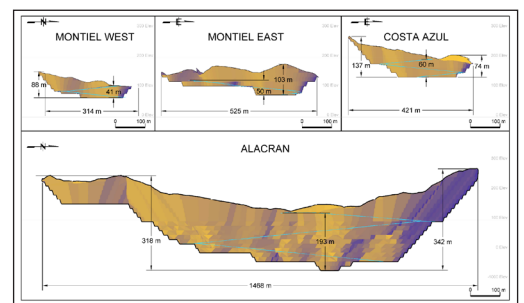 N
MONTIEL WEST
88 m
41 m
314 m
0 100 m
E
MONTIEL EAST
103 m
50 m
525 m
0 100 m
E
COSTA AZUL
137 m
60 m
74 m
421 m
0 100 m
N
ALACRAN
318 m
193 m
342 m
1468 m
0 100 m